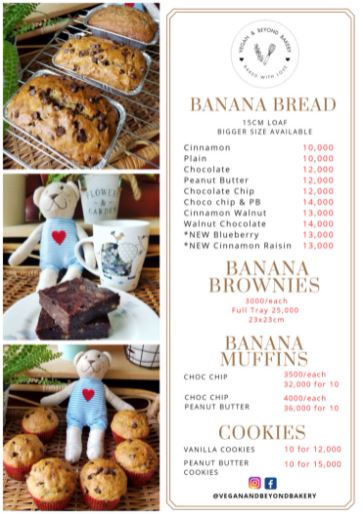 VEGAN & BEYOND BAKERY
BAKED WITH LOVE
BANANA BREAD
15CM LOAF
BIGGER SIZE AVAILABLE
Cinnamon 10,000
Plain 10,000
Chocolate 12,000
Peanut Butter 12,000
Chocolate Chip 12,000
Choco chip & PB 14,000
Cinnamon Walnut 13,000
Walnut Chocolate 14,000
*NEW Blueberry 13,000
*NEW Cinnamon Raisin 13,000
BANANA
BROWNIES
3000/each
Full Tray 25,000
23x23cm
BANANA
MUFFINS
CHOC CHIP 3500/each
32,000 for 10
CHOC CHIP 4000/each
PEANUT BUTTER 36,000 for 10
COOKIES
VANILLA COOKIES 10 for 12,000
PEANUT BUTTER 10 for 15,000
COOKIES
@VEGANANDBEYONDBAKERY
FLOWERS
& GARDEN